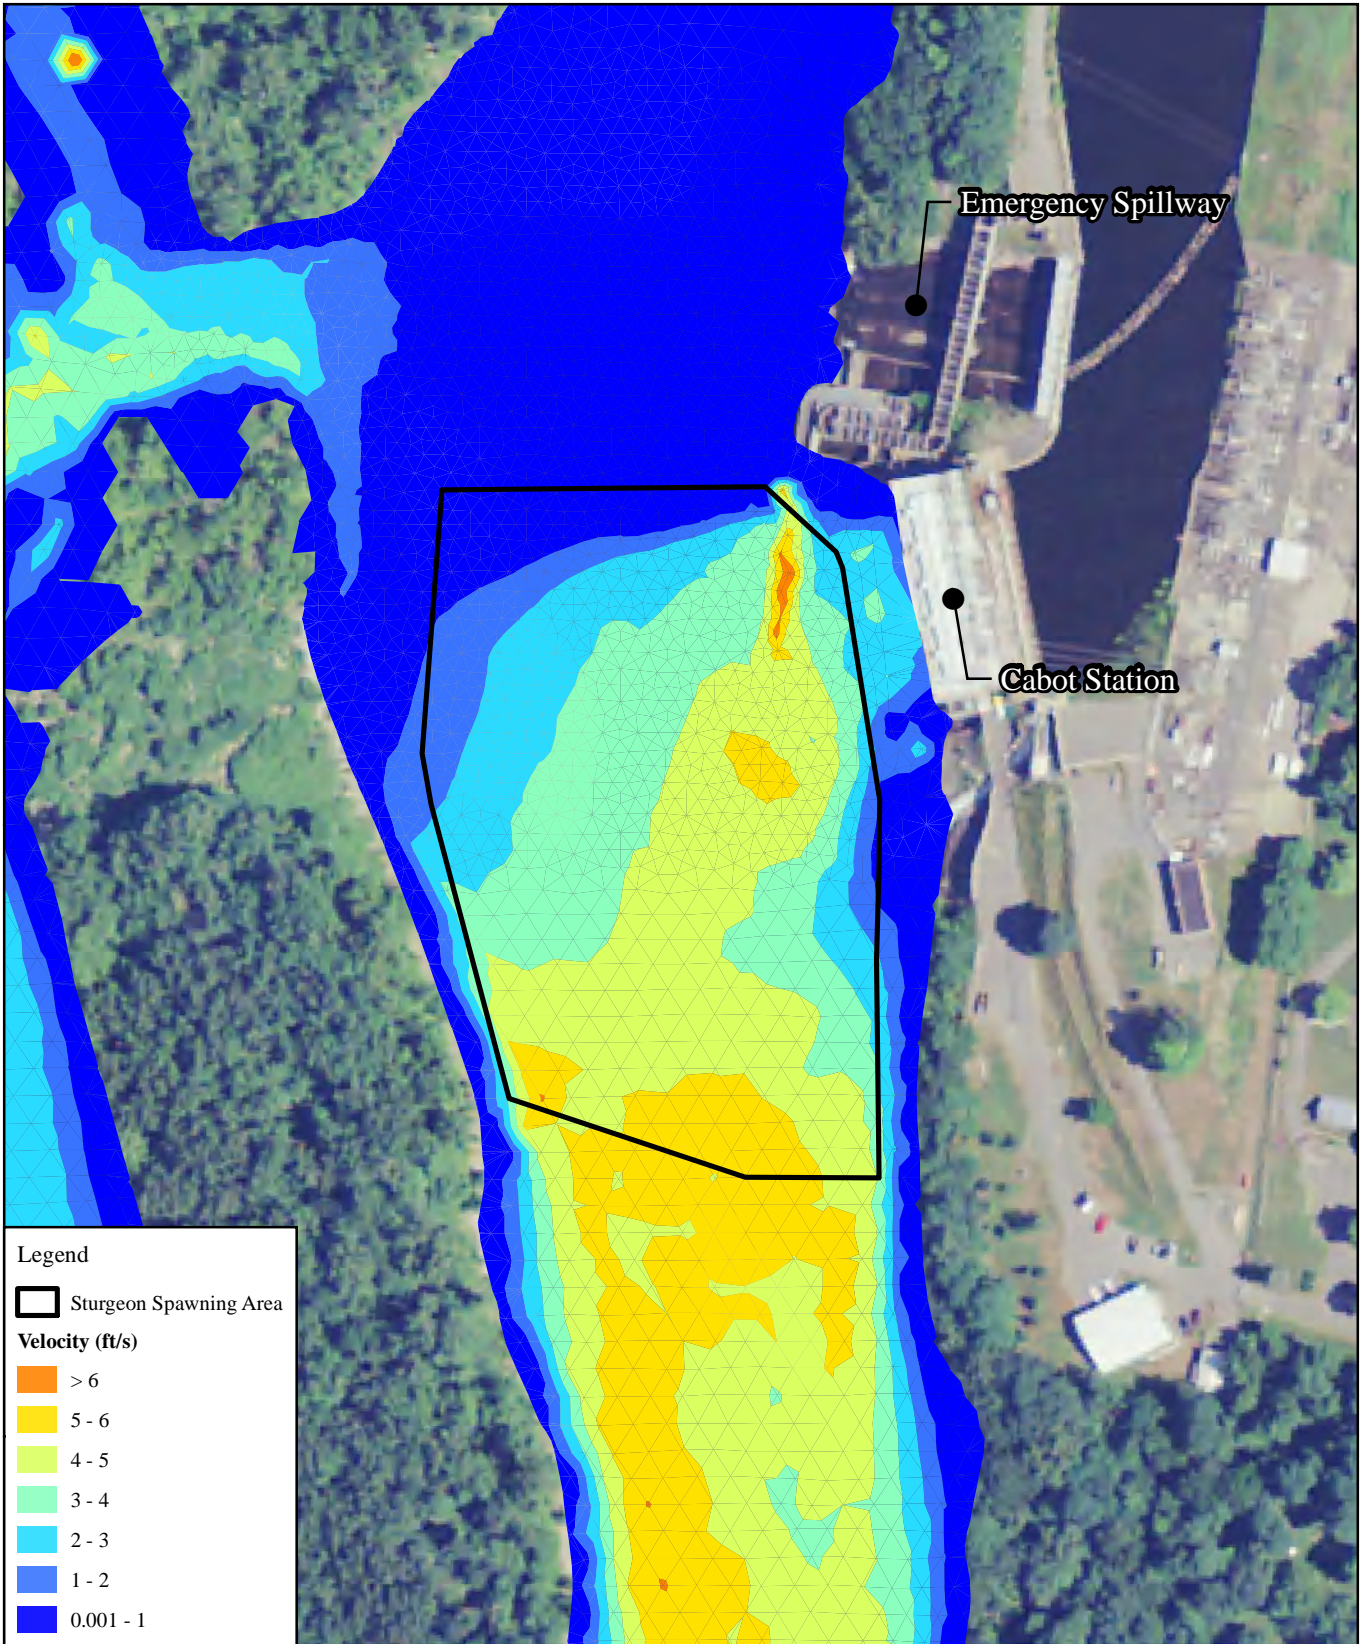 Emergency Spillway
Cabot Station
Legend
Sturgeon Spawning Area
Velocity (ft/s)
> 6
5 - 6
4 - 5
3 - 4
2 - 3
1 - 2
0.001 - 1